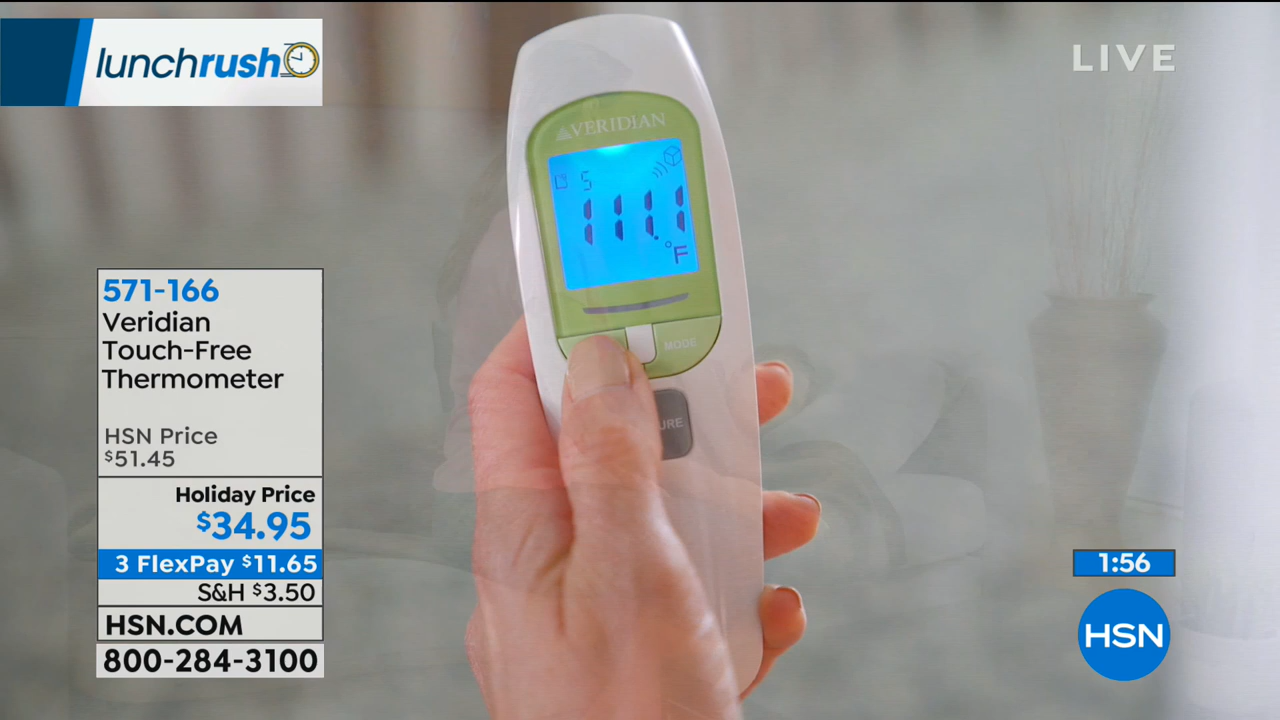 lunchrush
LIVE
VERIDIAN
5
111.1
°F
MODE
URE
571-166
Veridian
Touch-Free
Thermometer
HSN Price
$51.45
Holiday Price
$34.95
3 FlexPay $11.65
S&H $3.50
HSN.COM
800-284-3100
1:56
HSN